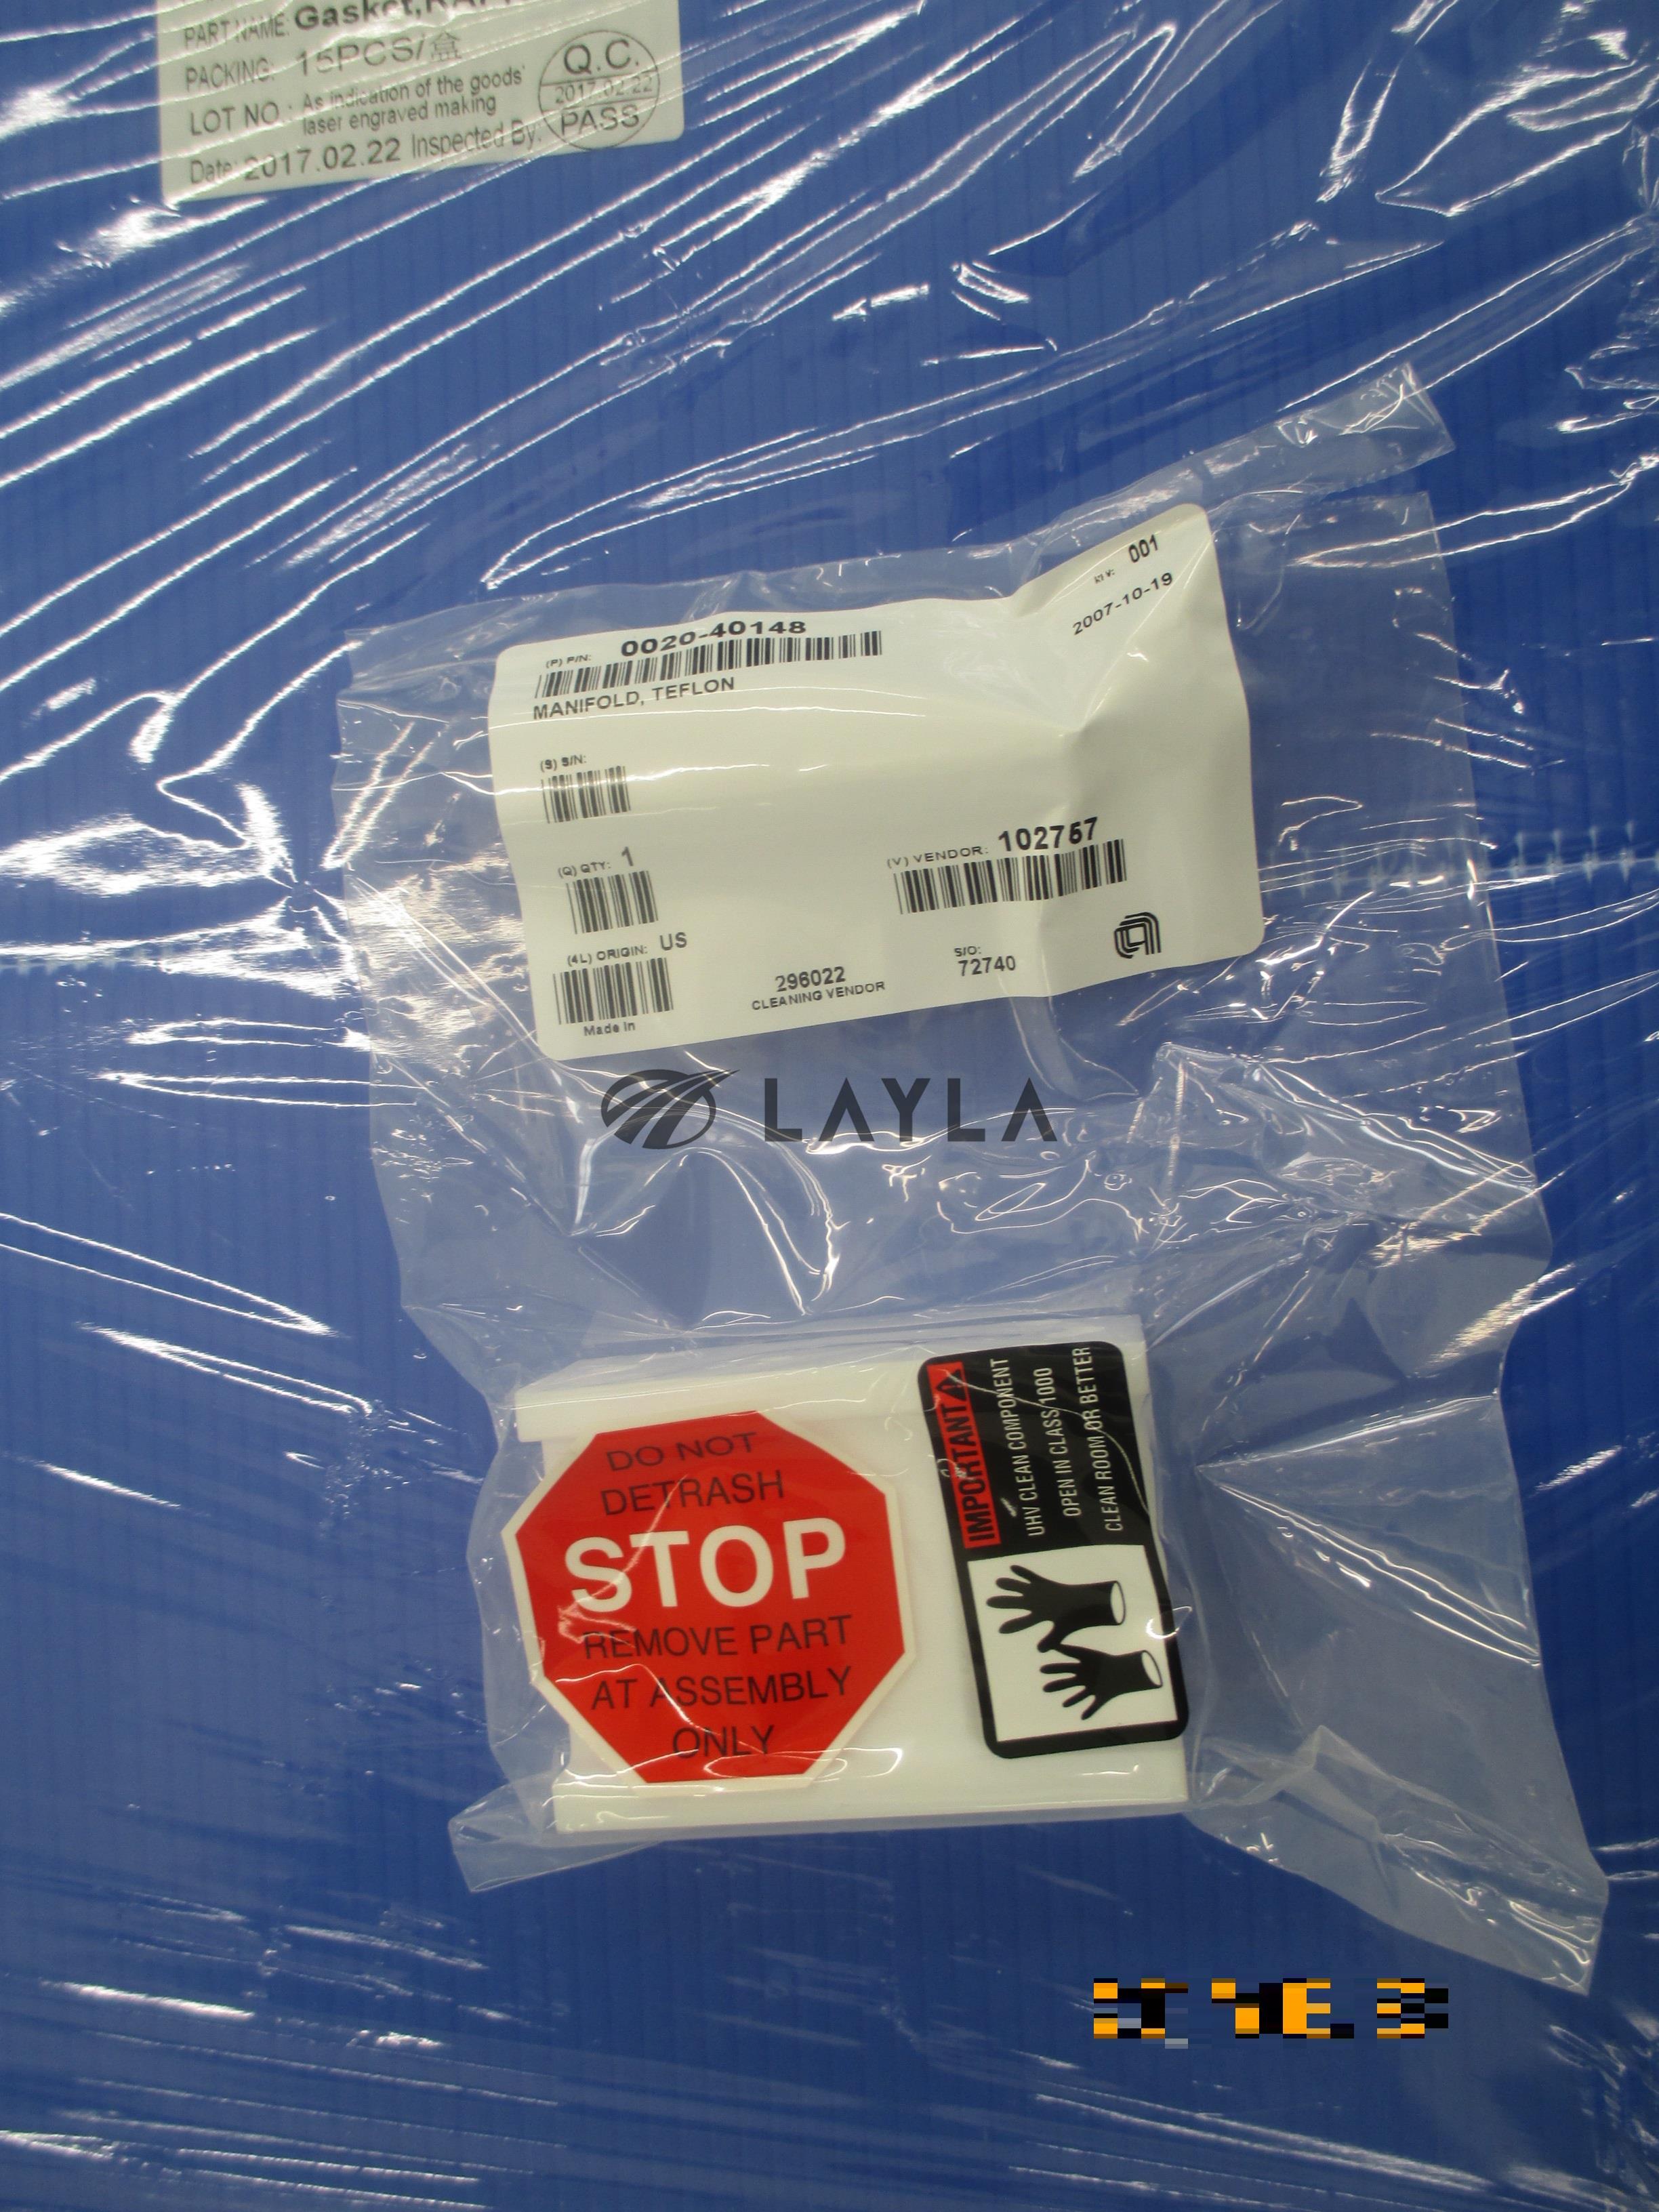 PART NAME: Gasket,
PACKING: 15PCS/盒
LOT NO.: As indication of the goods'
laser engraved making
Date: 2017.02.22 Inspected By:
Q.C.
2017.02.22
PASS
001
2007-10-19
(P) P/N: 0020-40148
MANIFOLD, TEFLON
(S) S/N:
(Q) QTY: 1
(V) VENDOR: 102767
(4L) ORIGIN: US
Made In
296022
CLEANING VENDOR
S/O:
72740
LAYLA
DO NOT
DETRASH
STOP
REMOVE PART
AT ASSEMBLY
ONLY
IMPORTANT
UHV CLEAN COMPONENT
OPEN IN CLASS 1000
CLEAN ROOM OR BETTER